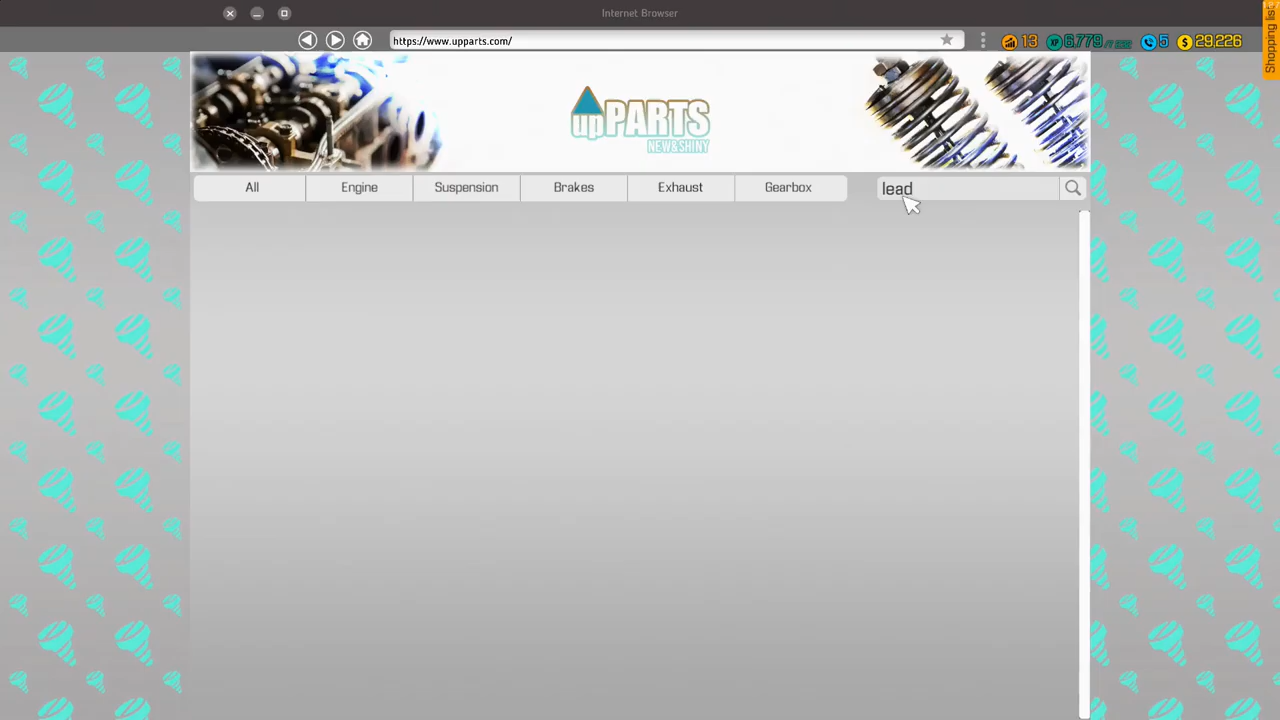 Internet Browser
https://www.upparts.com/
13 6,779 5 29,226
Shopping list
upPARTS
NEW&SHINY
All Engine Suspension Brakes Exhaust Gearbox lead